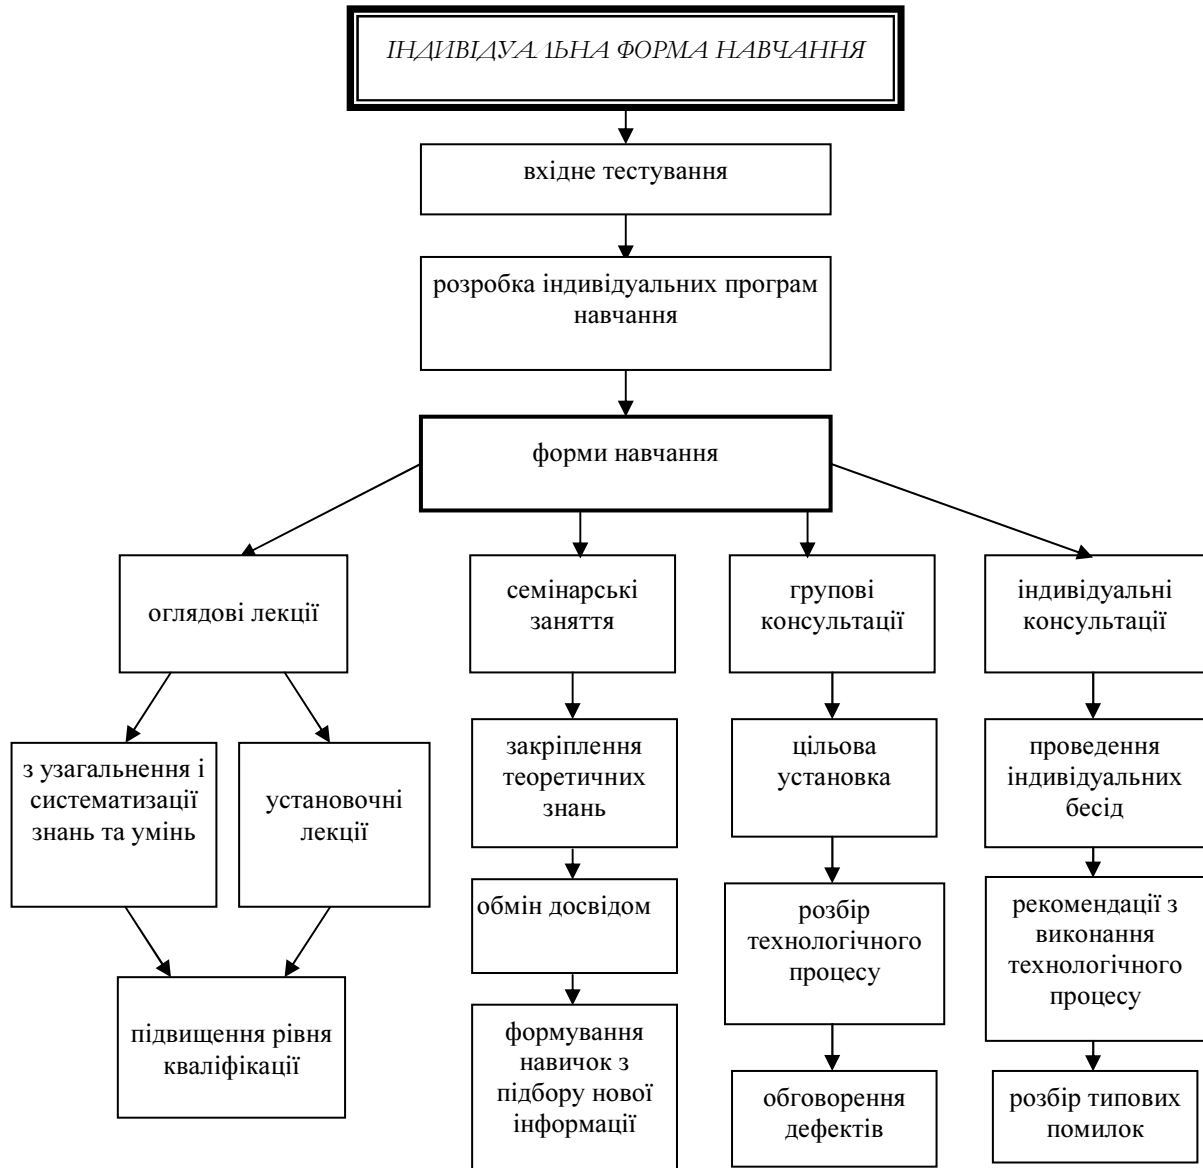 ІНДИВІДУАЛЬНА ФОРМА НАВЧАННЯ
вхідне тестування
розробка індивідуальних програм
навчання
форми навчання
оглядові лекції
семінарські
заняття
групові
консультації
індивідуальні
консультації
з узагальнення і
систематизації
знань та умінь
установочні
лекції
закріплення
теоретичних
знань
цільова
установка
проведення
індивідуальних
бесід
обмін досвідом
розбір
технологічного
процесу
рекомендації з
виконання
технологічного
процесу
підвищення рівня
кваліфікації
формування
навичок з
підбору нової
інформації
обговорення
дефектів
розбір типових
помилок